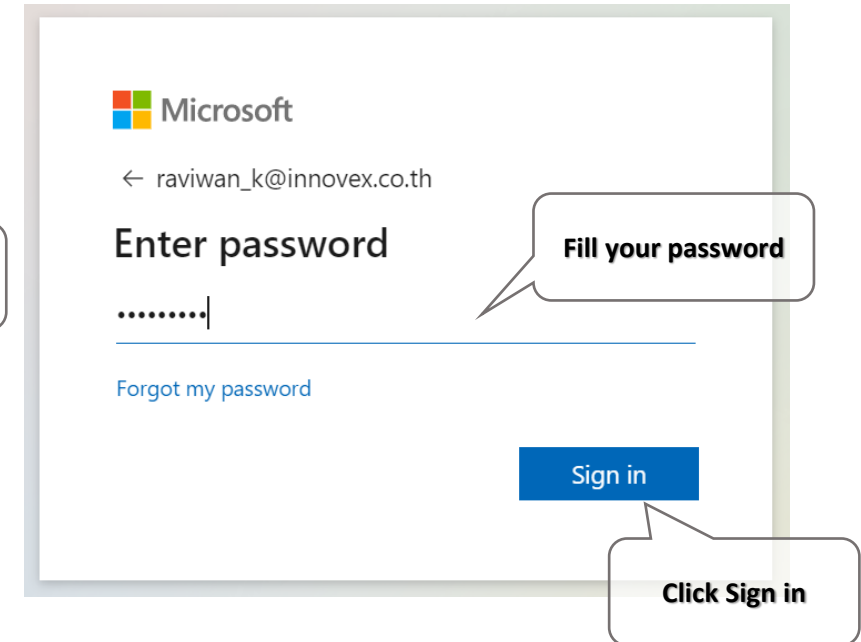 Microsoft
← raviwan_k@innovex.co.th
Enter password
Fill your password
•••••••••
Forgot my password
Sign in
Click Sign in